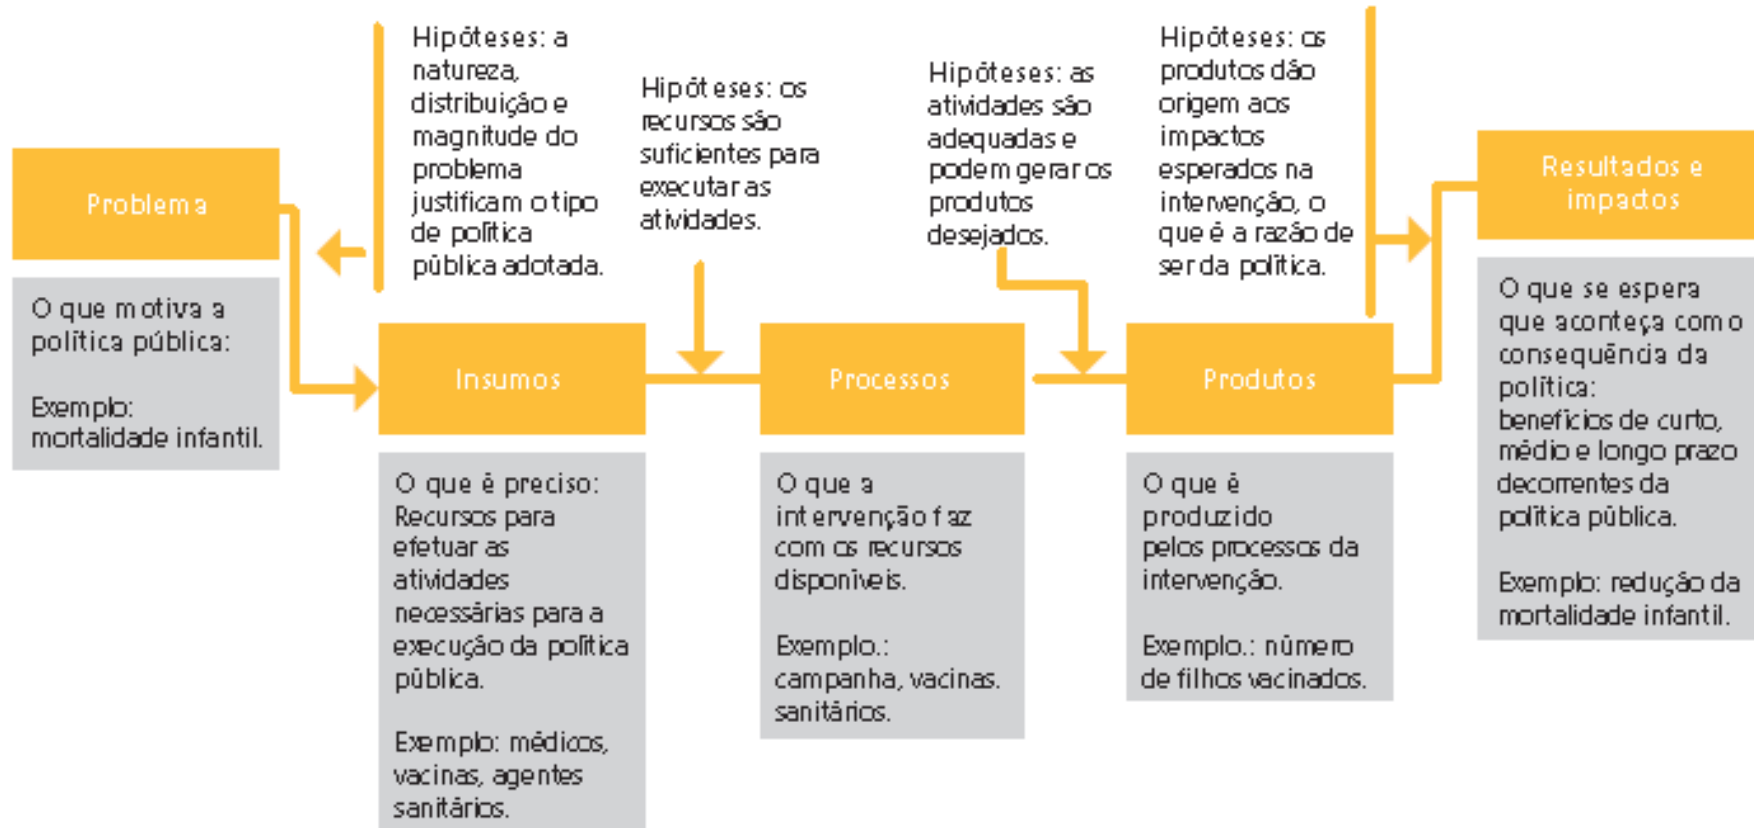 Problema
O que motiva a
política pública:
Exemplo:
mortalidade infantil.
Hipóteses: a
natureza,
distribuição e
magnitude do
problema
justificam o tipo
de política
pública adotada.
Insumos
O que é preciso:
Recursos para
efetuar as
atividades
necessárias para a
execução da política
pública.
Exemplo: médicos,
vacinas, agentes
sanitários.
Hipóteses: os
recursos são
suficientes para
executar as
atividades.
Processos
O que a
intervenção faz
com os recursos
disponíveis.
Exemplo.:
campanha, vacinas.
sanitários.
Hipóteses: as
atividades são
adequadas e
podem gerar os
produtos
desejados.
Produtos
O que é
produzido
pelos processos da
intervenção.
Exemplo.: número
de filhos vacinados.
Hipóteses: os
produtos dão
origem aos
impactos
esperados na
intervenção, o
que é a razão de
ser da política.
Resultados e
impactos
O que se espera
que aconteça como
consequência da
política:
benefícios de curto,
médio e longo prazo
decorrentes da
política pública.
Exemplo: redução da
mortalidade infantil.